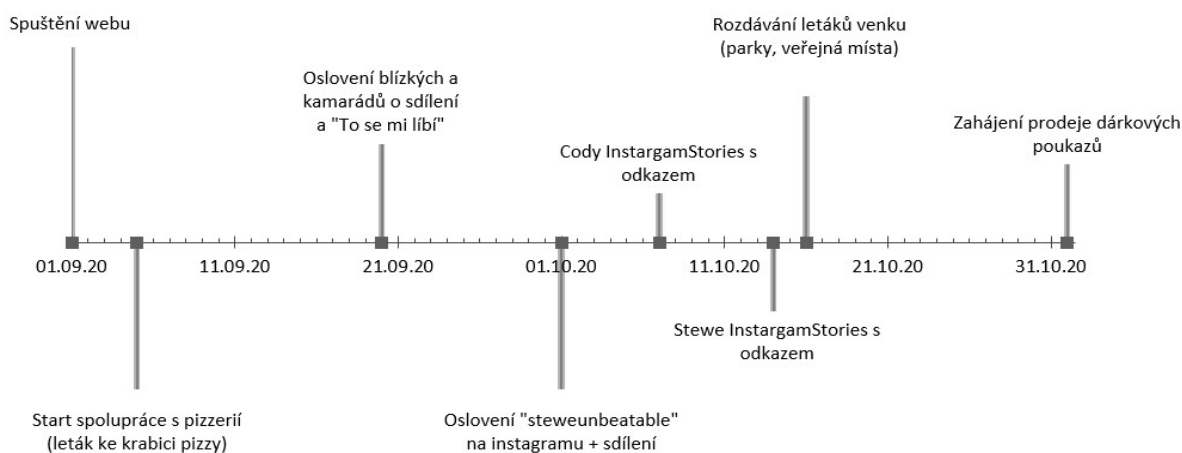 Spuštění webu
Oslovení blízkých a
kamarádů o sdílení
a "To se mi líbí"
Cody InstargamStories s
odkazem
Rozdávání letáků venku
(parky, veřejná místa)
Zahájení prodeje dárkových
poukazů
01.09.20
11.09.20
21.09.20
01.10.20
11.10.20
21.10.20
31.10.20
Start spolupráce s pizzerií
(leták ke krabici pizzy)
Oslovení "steweunbeatable"
na instagramu + sdílení
Stewe InstargamStories s
odkazem